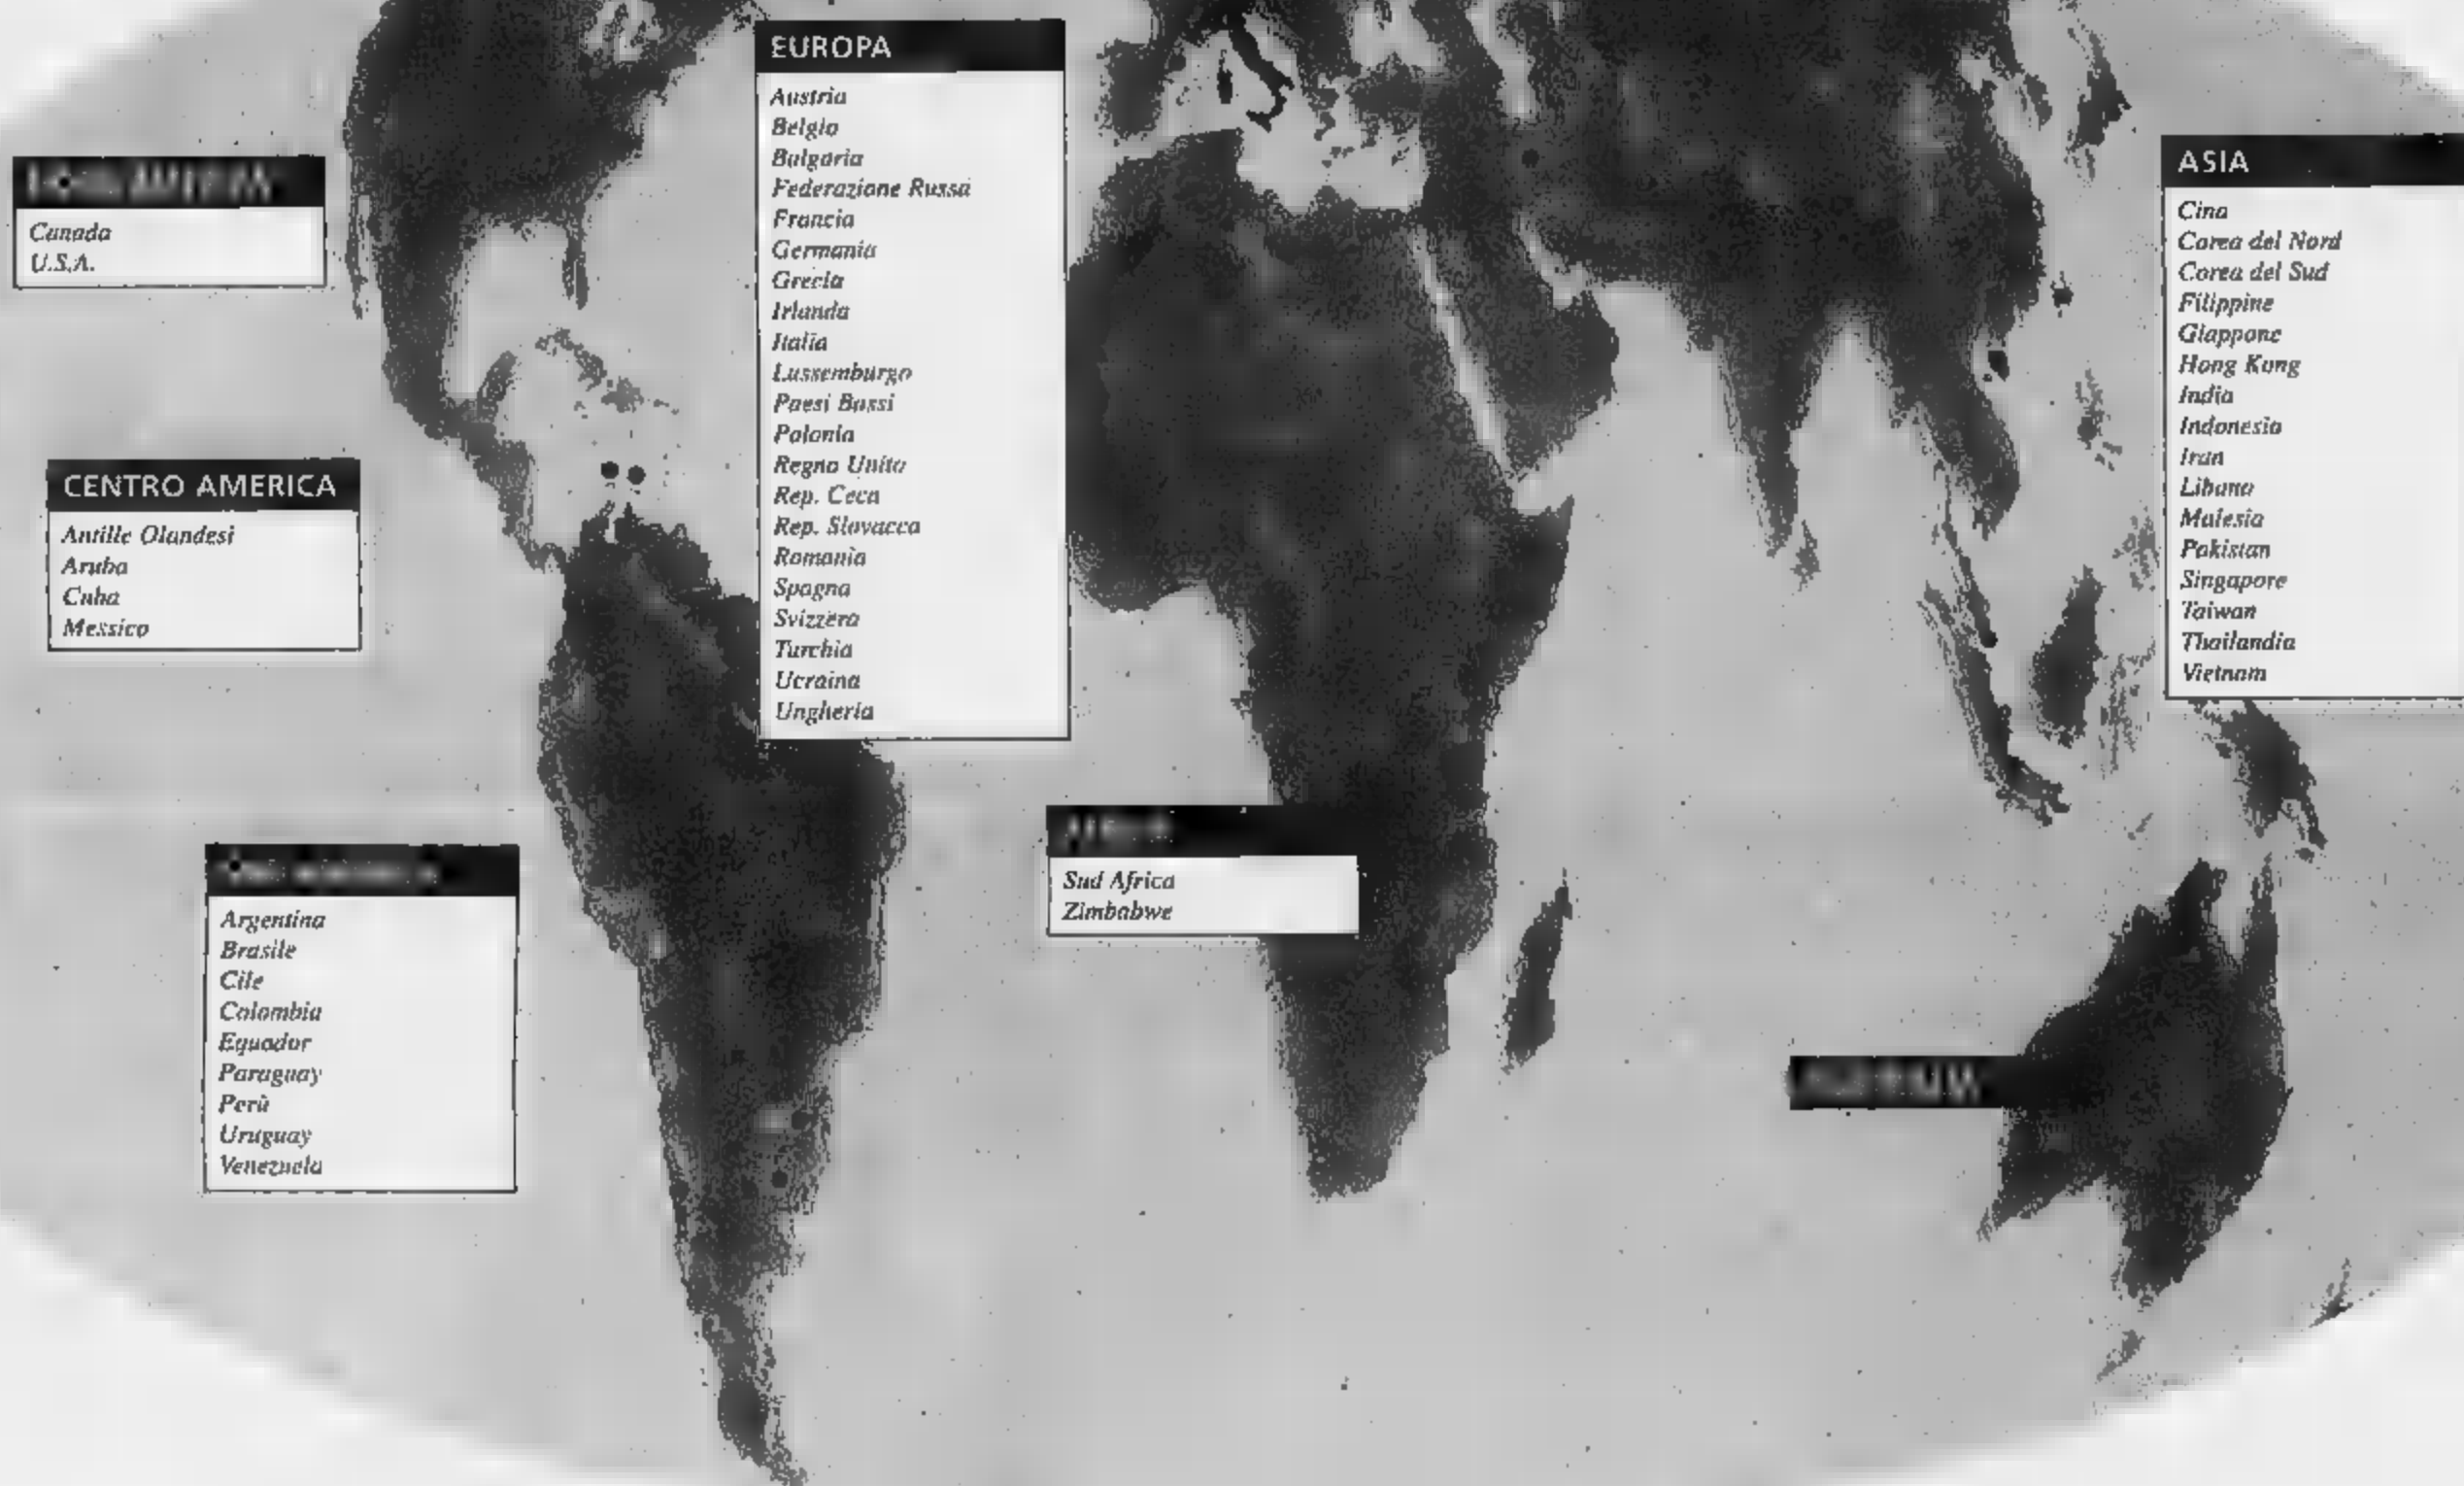 EUROPA
Austria
Belgio
Bulgaria
Federazione Russa
Francia
Germania
Grecia
Irlanda
Italia
Lussemburgo
Paesi Bassi
Polonia
Regno Unito
Rep. Ceca
Rep. Slovacca
Romania
Spagna
Svizzera
Turchia
Ucraina
Ungheria
Canada
U.S.A.
CENTRO AMERICA
Antille Olandesi
Aruba
Cuba
Messico
Argentina
Brasile
Cile
Colombia
Equador
Paraguay
Perù
Uruguay
Venezuela
Sud Africa
Zimbabwe
ASIA
Cina
Corea del Nord
Corea del Sud
Filippine
Giappone
Hong Kong
India
Indonesia
Iran
Libano
Malesia
Pakistan
Singapore
Taiwan
Thailandia
Vietnam